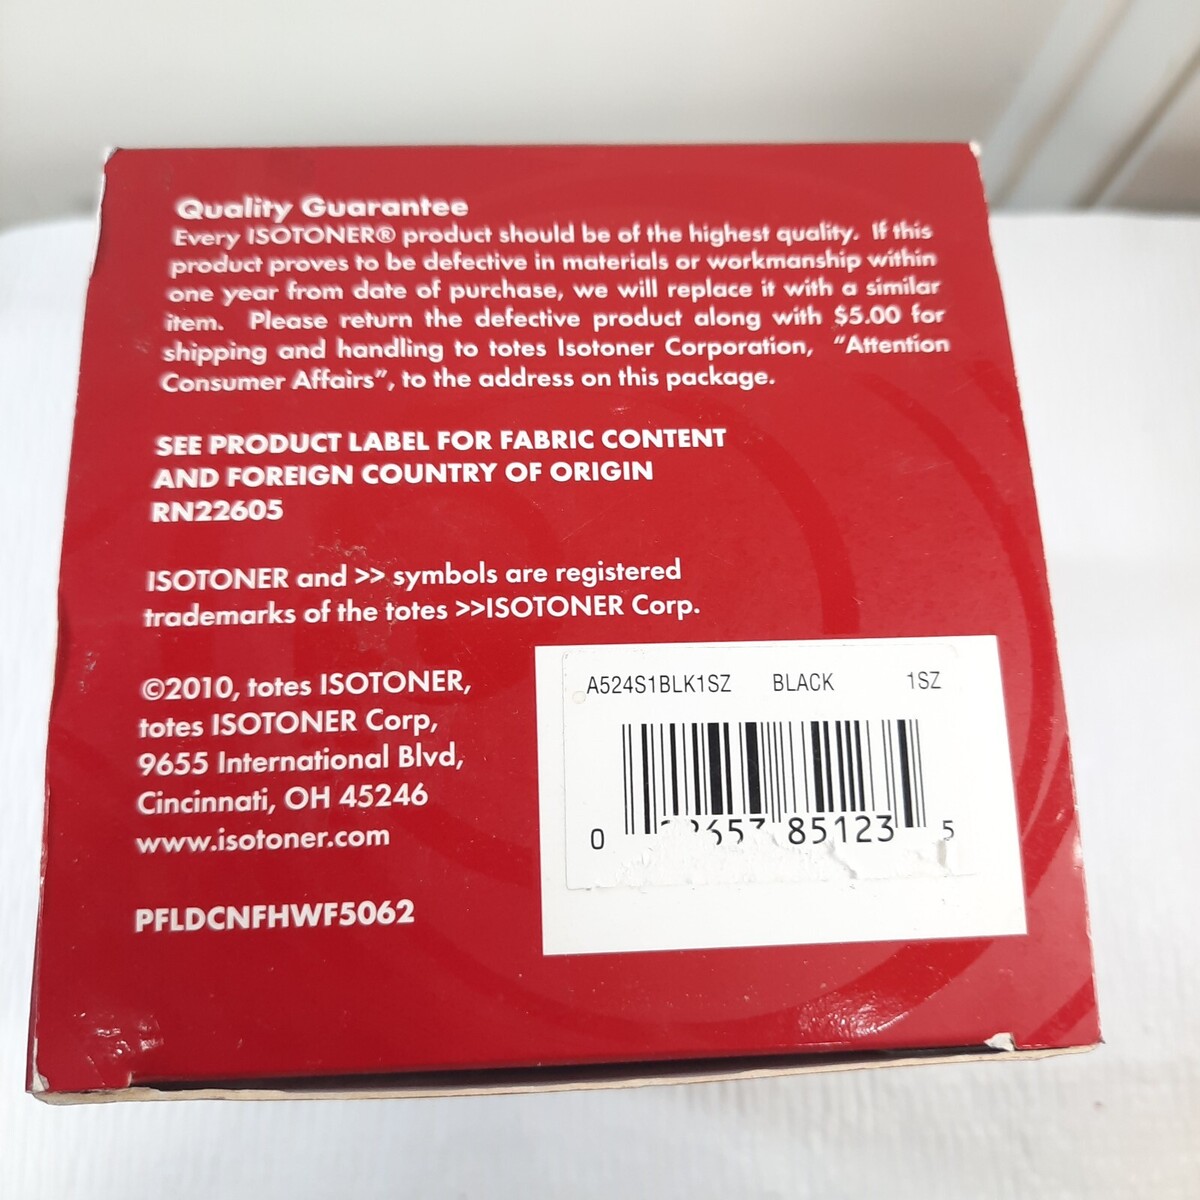 Quality Guarantee
Every ISOTONER® product should be of the highest quality. If this
product proves to be defective in materials or workmanship within
one year from date of purchase, we will replace it with a similar
item. Please return the defective product along with $5.00 for
shipping and handling to totes Isotoner Corporation, "Attention
Consumer Affairs", to the address on this package.
SEE PRODUCT LABEL FOR FABRIC CONTENT
AND FOREIGN COUNTRY OF ORIGIN
RN22605
ISOTONER and >> symbols are registered
trademarks of the totes >>ISOTONER Corp.
©2010, totes ISOTONER,
totes ISOTONER Corp,
9655 International Blvd,
Cincinnati, OH 45246
www.isotoner.com
PFLDCNFHWF5062
A524S1BLK1SZ BLACK 1SZ
0 85123 5